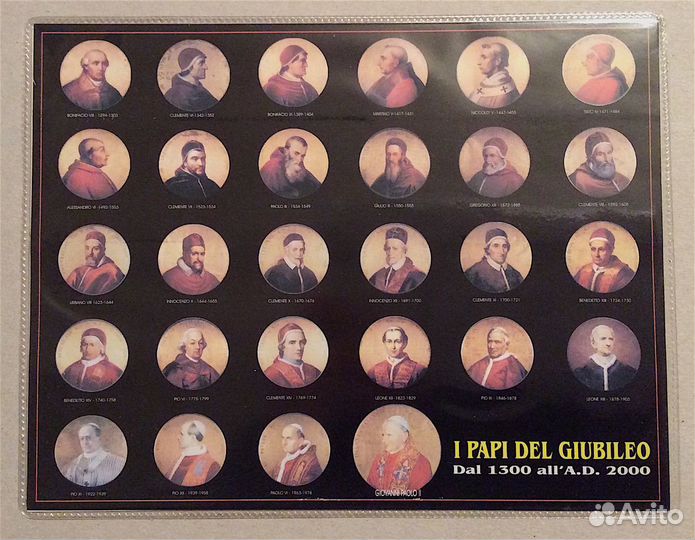 BONIFACIO VIII - 1294-1303
CLEMENTE VI-1342-1352
BONIFACIO IX-1389-1404
MARTINO V-1417-1431
NICCOLO' V - 1447-1455
SISTO IV-1471-1484
ALESSANDRO VI -1492-1503
CLEMENTE VII - 1523-1534
PAOLO III - 1534-1549
GIULIO III - 1550-1555
GREGORIO XIII - 1572-1585
CLEMENTE VIII - 1592-1605
URBANO VIII 1623-1644
INNOCENZO X - 1644-1655
CLEMENTE X - 1670-1676
INNOCENZO XII - 1691-1700
CLEMENTE XI - 1700-1721
BENEDETTO XIII - 1724-1730
BENEDETTO XIV - 1740-1758
PIO VI - 1775-1799
CLEMENTE XIV - 1769-1774
LEONE XII - 1823-1829
PIO IX - 1846-1878
LEONE XIII - 1878-1903
PIO XI - 1922-1939
PIO XII - 1939-1958
PAOLO VI - 1963-1978
GIOVANNI PAOLO II
I PAPI DEL GIUBILEO
Dal 1300 all'A.D. 2000
Avito